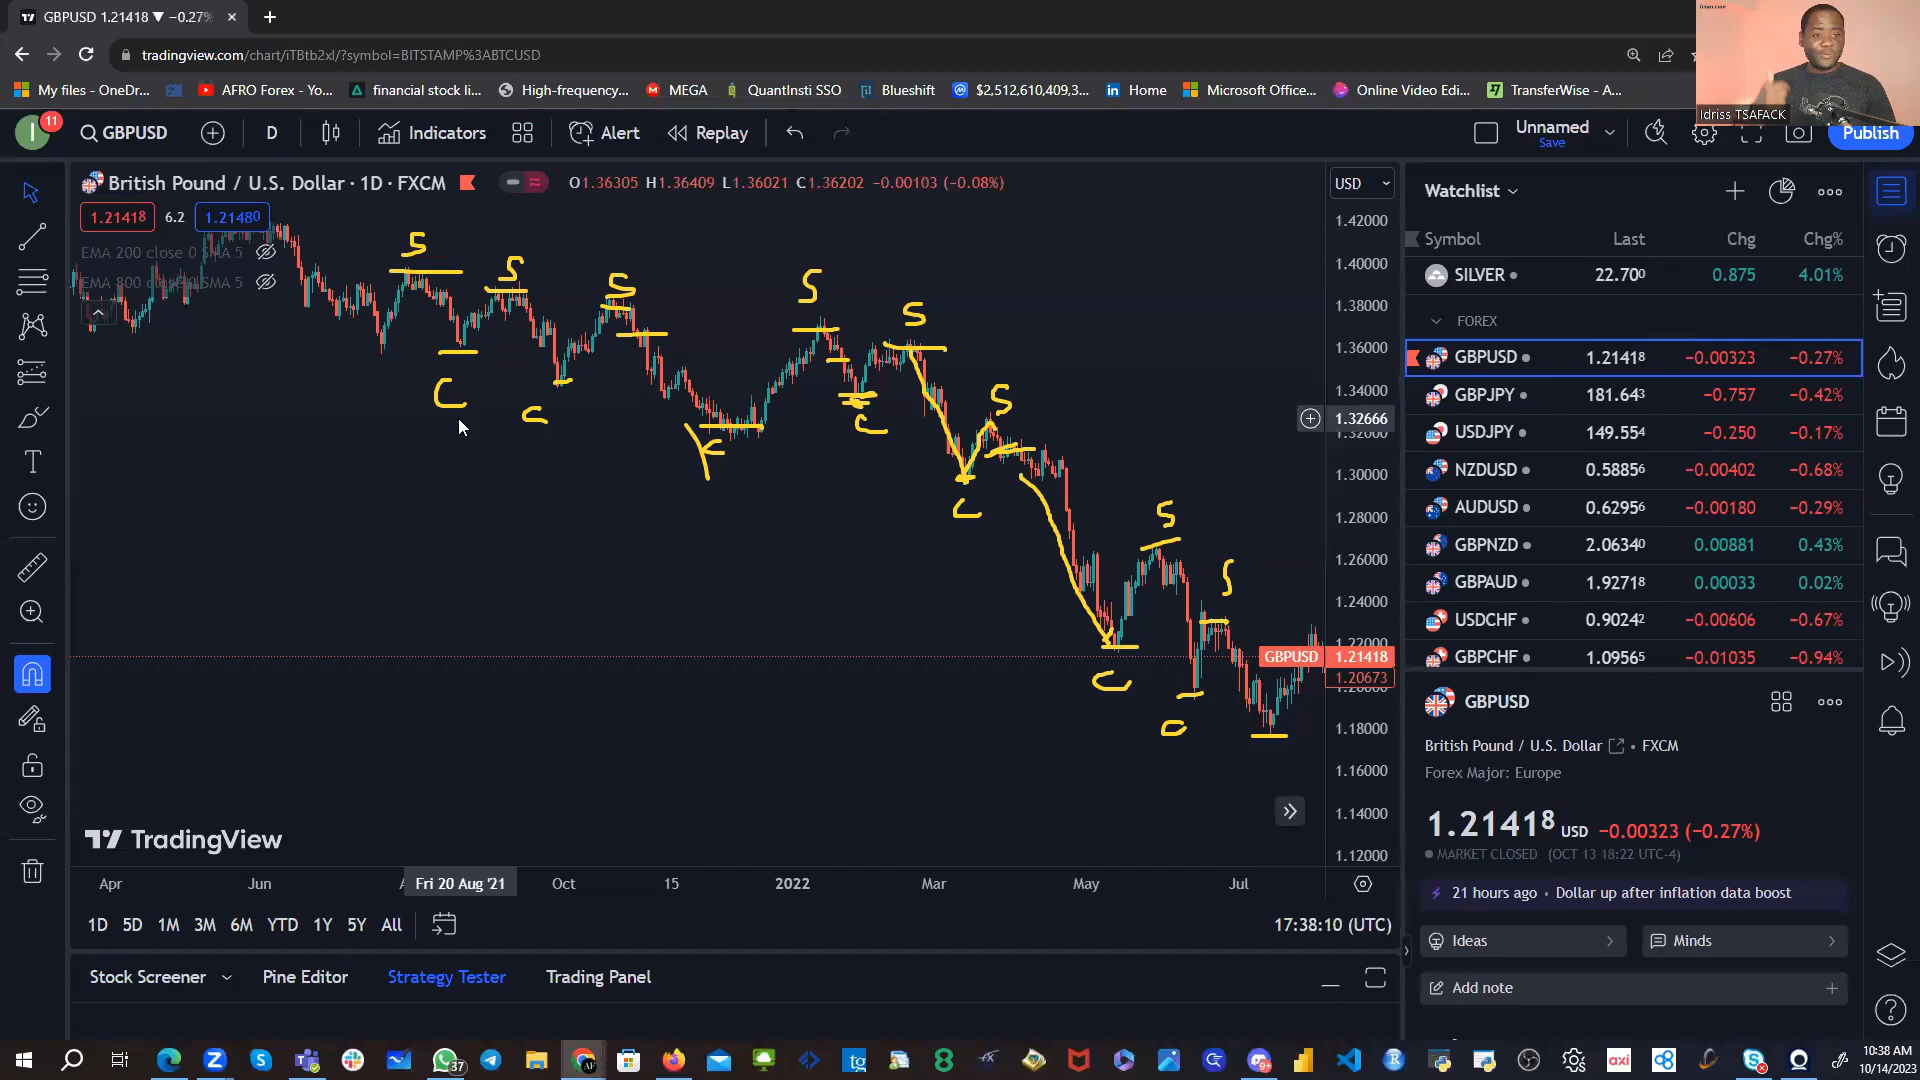 GBPUSD 1.21418 ▼ −0.27%
tradingview.com/chart/iTBtb2xl/?symbol=BITSTAMP%3ABTCUSD
My files - OneDr... AFRO Forex - Yo... financial stock li... High-frequency... MEGA QuantInsti SSO Blueshift $2,512,610,409,3... Home Microsoft Office... Online Video Edi... TransferWise - A...
Idriss TSAFACK
11
I GBPUSD D Indicators Alert Replay Unnamed Save Publish
British Pound / U.S. Dollar · 1D · FXCM O1.36305 H1.36409 L1.36021 C1.36202 −0.00103 (−0.08%)
USD
1.21418 6.2 1.21480
EMA 200 close 0 SMA 5
EMA 800 close 0 SMA 5
S S S S S S S S
C C C C C
1.42000
1.40000
1.38000
1.36000
1.34000
1.32666
1.32000
1.30000
1.28000
1.26000
1.24000
1.22000
GBPUSD 1.21418
1.20673
1.20000
1.18000
1.16000
1.14000
1.12000
TradingView
Apr Jun Fri 20 Aug '21 Oct 15 2022 Mar May Jul
1D 5D 1M 3M 6M YTD 1Y 5Y All 17:38:10 (UTC)
Stock Screener Pine Editor Strategy Tester Trading Panel
Watchlist
Symbol Last Chg Chg%
SILVER 22.700 0.875 4.01%
FOREX
GBPUSD 1.21418 −0.00323 −0.27%
GBPJPY 181.643 −0.757 −0.42%
USDJPY 149.554 −0.250 −0.17%
NZDUSD 0.58856 −0.00402 −0.68%
AUDUSD 0.62956 −0.00180 −0.29%
GBPNZD 2.06340 0.00881 0.43%
GBPAUD 1.92718 0.00033 0.02%
USDCHF 0.90242 −0.00606 −0.67%
GBPCHF 1.09565 −0.01035 −0.94%
GBPUSD
British Pound / U.S. Dollar • FXCM
Forex Major: Europe
1.21418 USD −0.00323 (−0.27%)
MARKET CLOSED (OCT 13 18:22 UTC-4)
21 hours ago · Dollar up after inflation data boost
Ideas Minds
Add note
37
10:38 AM
10/14/2023